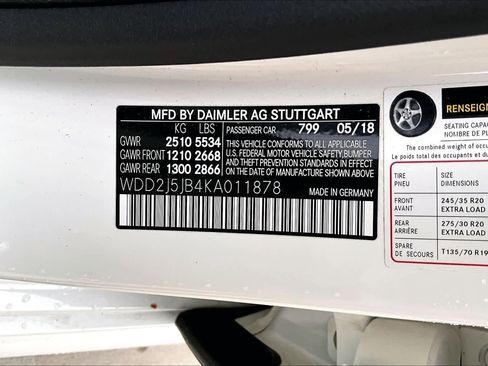 MFD BY DAIMLER AG STUTTGART
KG LBS PASSENGER CAR 799 05/18
GVWR 2510 5534
GAWR FRONT 1210 2668
GAWR REAR 1300 2866
THIS VEHICLE CONFORMS TO ALL APPLICABLE
U.S. FEDERAL MOTOR VEHICLE SAFETY, BUMPER
AND THEFT PREVENTION STANDARDS IN EFFECT
ON THE DATE OF MANUFACTURE SHOWN ABOVE
WDD2J5JB4KA011878 MADE IN GERMANY
RENSEIGN
SEATING CAPA
NOMBRE DE PL
The combined weight of occupants
Le poids total des occupants et du
TIRE SIZE
PNEU DIMENSIONS
FRONT 245/35 R20
AVANT EXTRA LOAD
REAR 275/30 R20
ARRIÈRE EXTRA LOAD
SPARE T135/70 R19
DE SECOURS